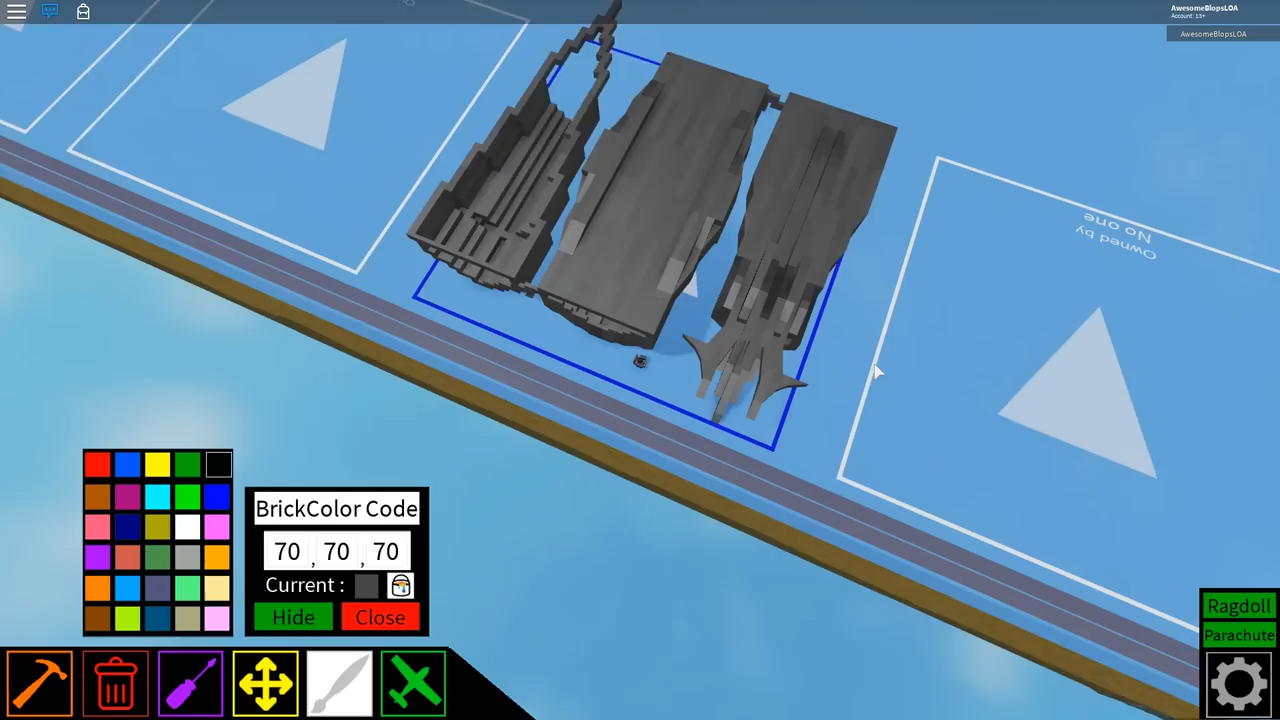 AwesomeBlopsLOA
Account: 13+
AwesomeBlopsLOA
Owned by
No one
BrickColor Code
70 , 70 , 70
Current :
Hide
Close
Ragdoll
Parachute